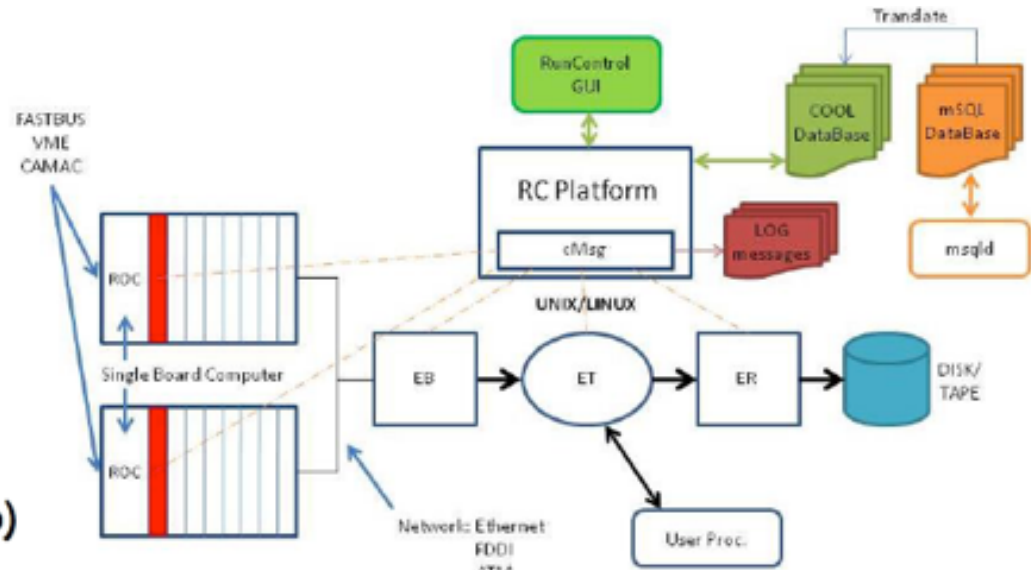 Translate
RunControl
GUI
COOL
DataBase
mSQL
DataBase
FASTBUS
VME
CAMAC
RC Platform
cMsg
LOG
messages
msqld
ROC
UNIX/LINUX
Single Board Computer
EB
ET
ER
DISK/
TAPE
ROC
Network: Ethernet
FDDI
User Proc.